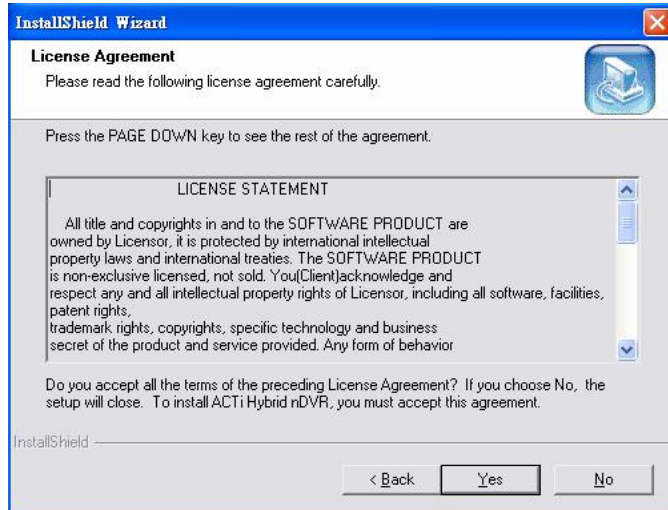 InstallShield Wizard
License Agreement
Please read the following license agreement carefully.
Press the PAGE DOWN key to see the rest of the agreement.
LICENSE STATEMENT
All title and copyrights in and to the SOFTWARE PRODUCT are
owned by Licensor, it is protected by international intellectual
property laws and international treaties. The SOFTWARE PRODUCT
is non-exclusive licensed, not sold. You(Client)acknowledge and
respect any and all intellectual property rights of Licensor, including all software, facilities,
patent rights,
trademark rights, copyrights, specific technology and business
secret of the product and service provided. Any form of behavior
Do you accept all the terms of the preceding License Agreement? If you choose No, the
setup will close. To install ACTi Hybrid nDVR, you must accept this agreement.
InstallShield
< Back Yes No